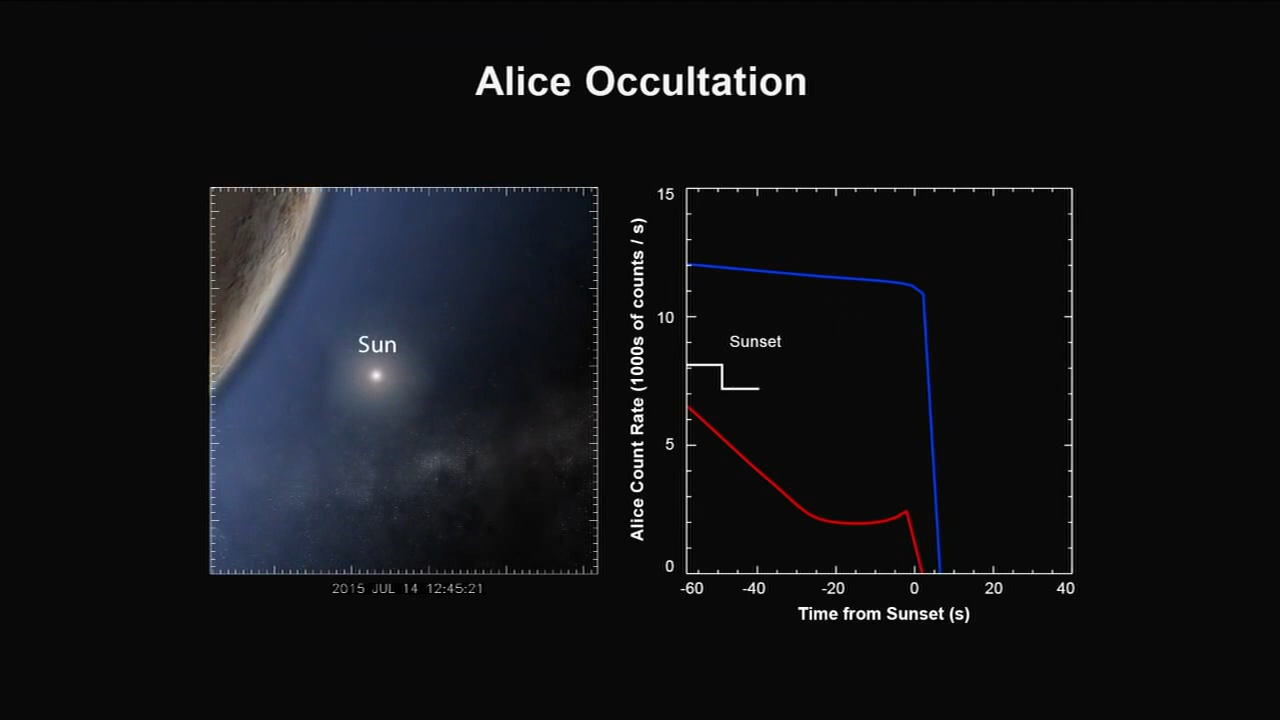 Alice Occultation
Sun
2015 JUL 14 12:45:21
Alice Count Rate (1000s of counts / s)
15
10
5
0
Sunset
-60 -40 -20 0 20 40
Time from Sunset (s)